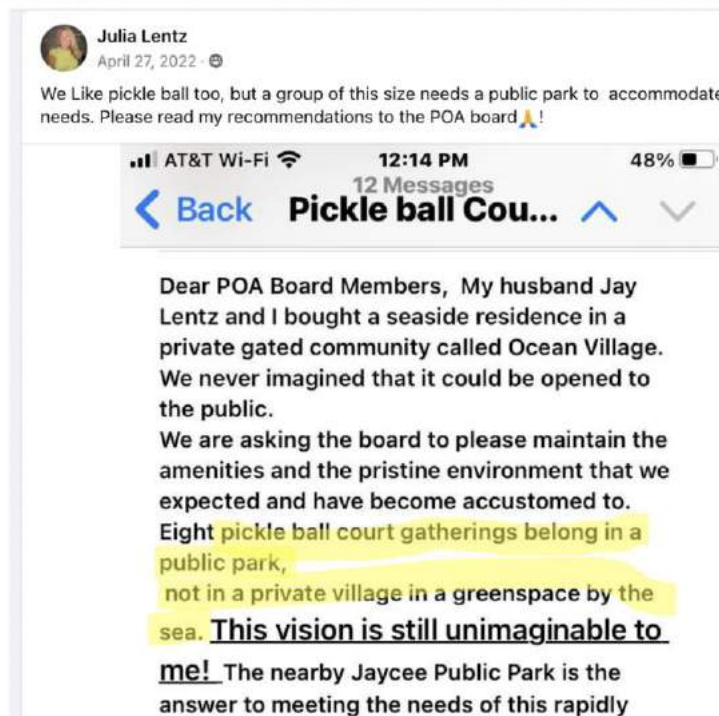 Julia Lentz
April 27, 2022 ·
We Like pickle ball too, but a group of this size needs a public park to accommodate
needs. Please read my recommendations to the POA board🙏!
AT&T Wi-Fi 12:14 PM 48%
12 Messages
Back Pickle ball Cou...
Dear POA Board Members, My husband Jay
Lentz and I bought a seaside residence in a
private gated community called Ocean Village.
We never imagined that it could be opened to
the public.
We are asking the board to please maintain the
amenities and the pristine environment that we
expected and have become accustomed to.
Eight pickle ball court gatherings belong in a
public park,
not in a private village in a greenspace by the
sea. This vision is still unimaginable to
me! The nearby Jaycee Public Park is the
answer to meeting the needs of this rapidly